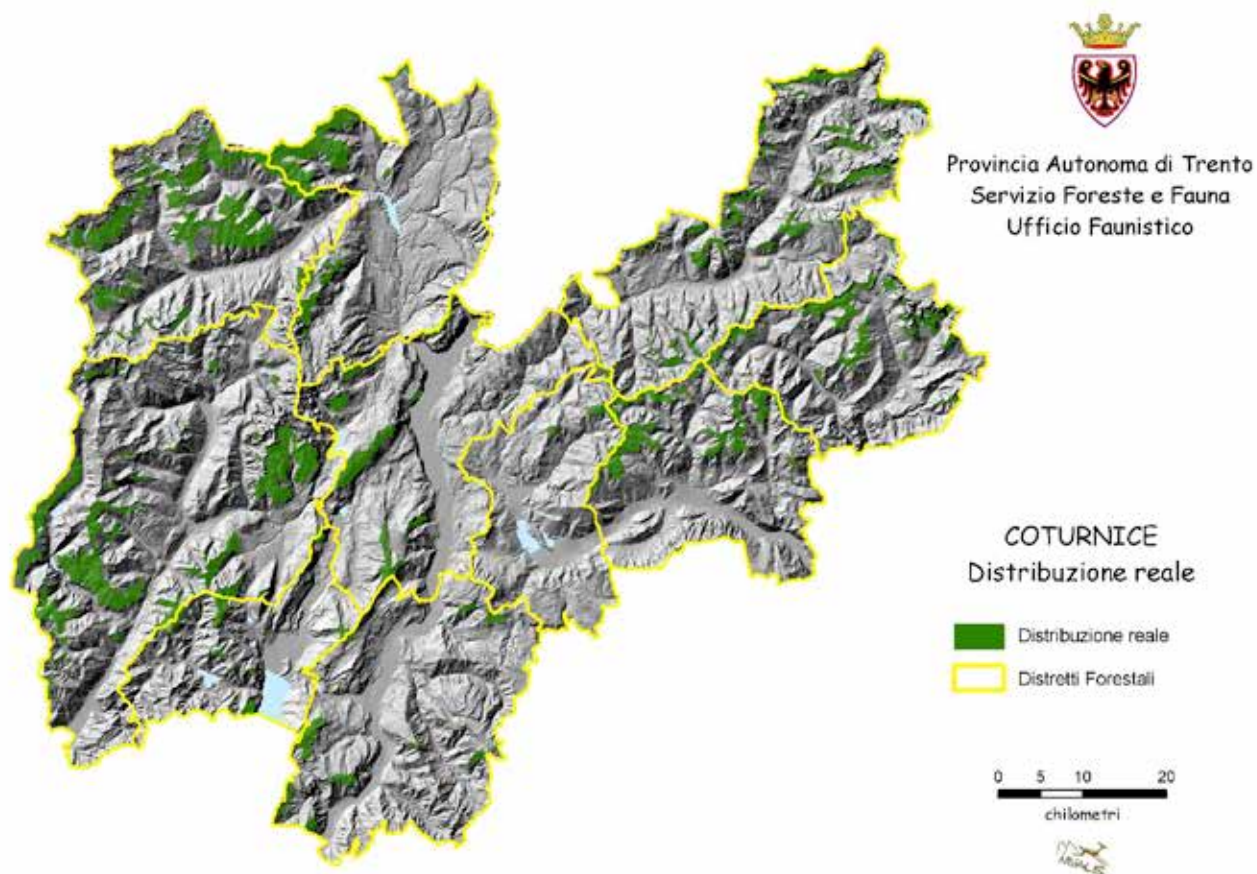 Provincia Autonoma di Trento
Servizio Foreste e Fauna
Ufficio Faunistico
COTURNICE
Distribuzione reale
Distribuzione reale
Distretti Forestali
0 5 10 20
chilometri